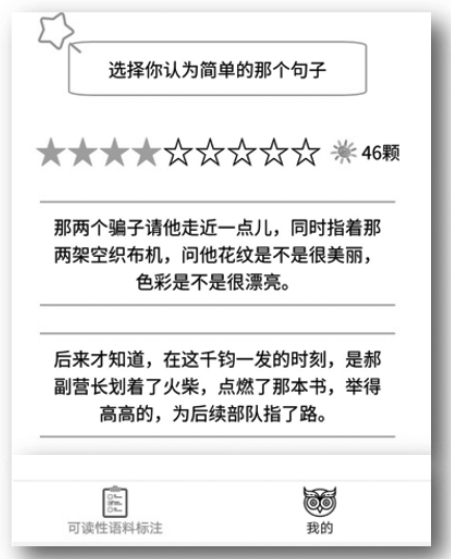 选择你认为简单的那个句子
46颗
那两个骗子请他走近一点儿，同时指着那
两架空织布机，问他花纹是不是很美丽，
色彩是不是很漂亮。
后来才知道，在这千钧一发的时刻，是郝
副营长划着了火柴，点燃了那本书，举得
高高的，为后续部队指了路。
可读性语料标注
我的